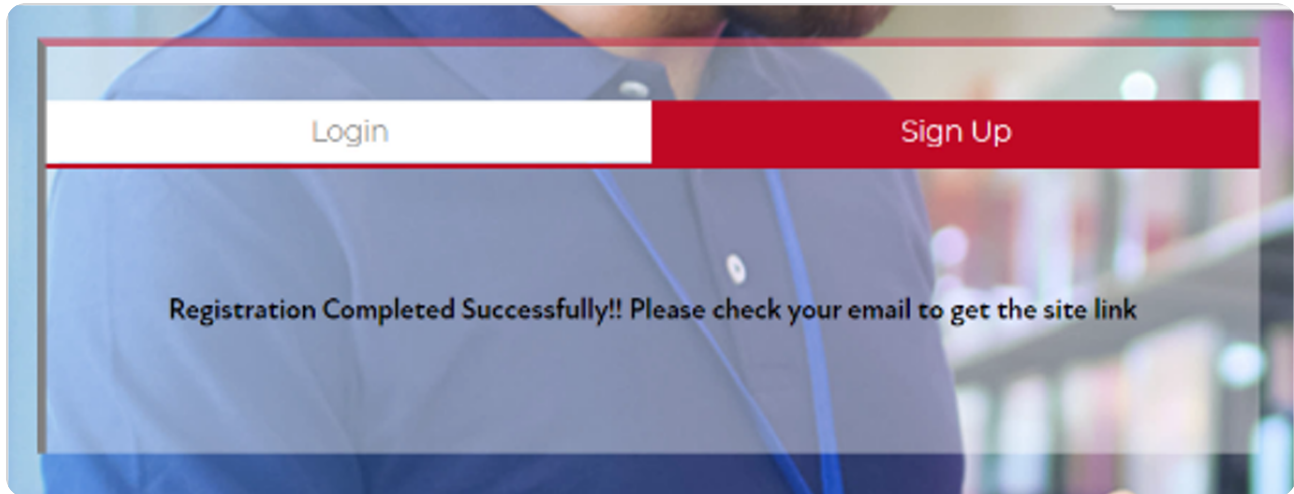 Login
Sign Up
Registration Completed Successfully!! Please check your email to get the site link